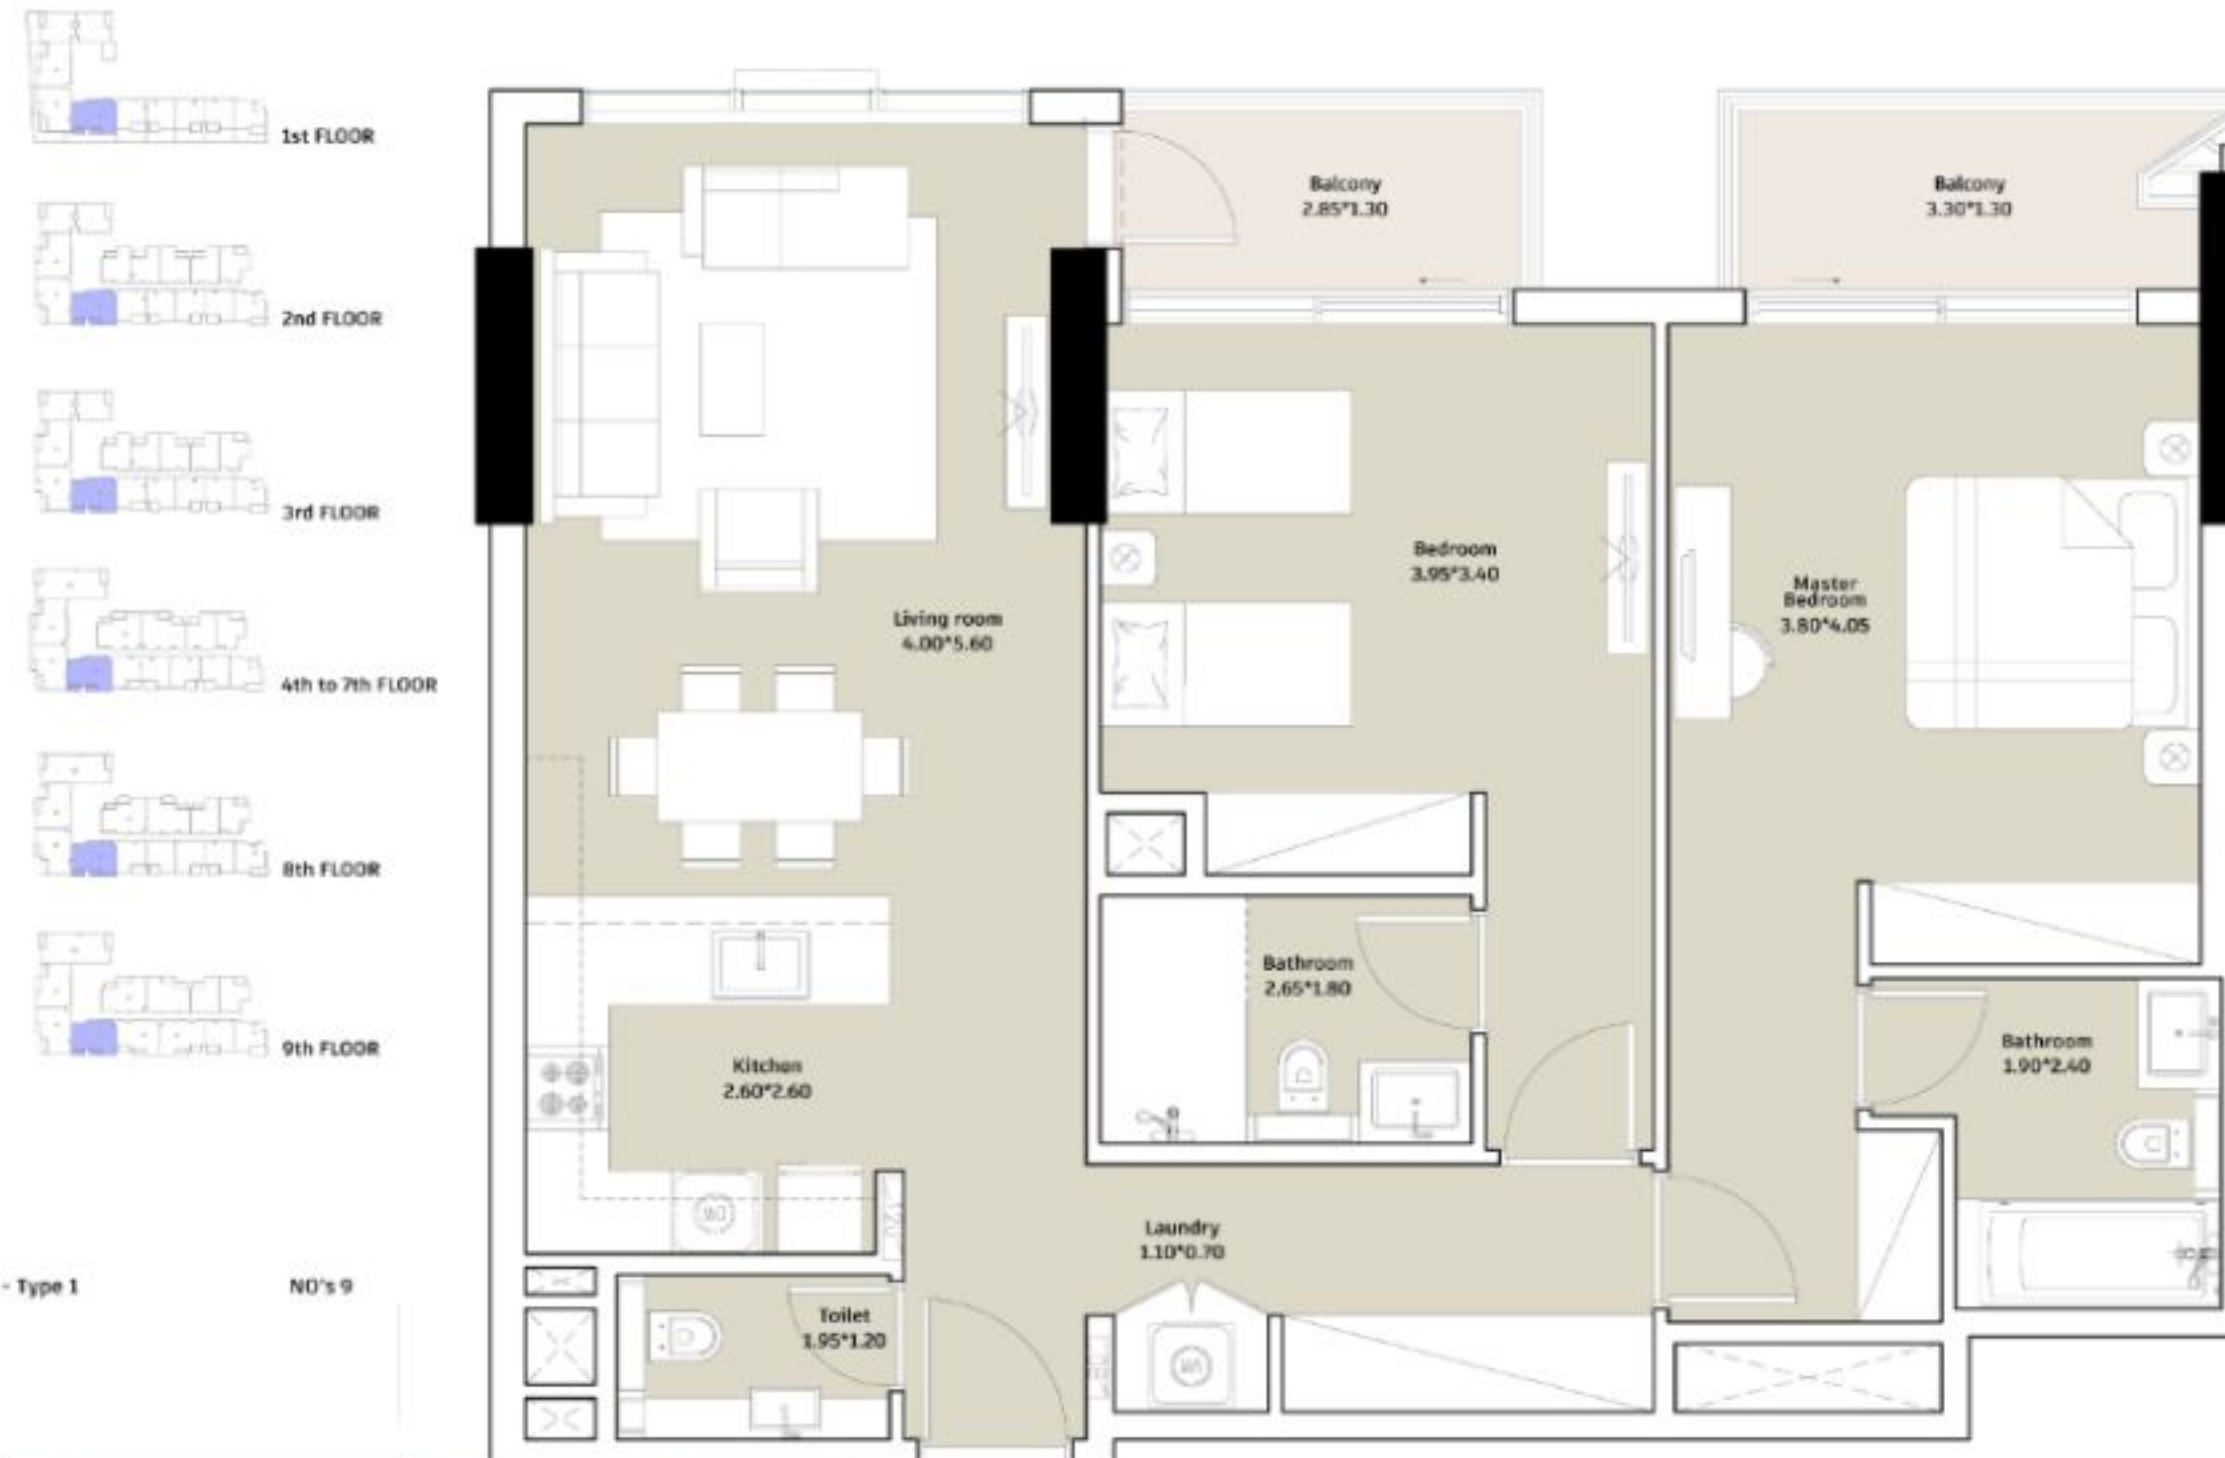 1st FLOOR
2nd FLOOR
3rd FLOOR
4th to 7th FLOOR
8th FLOOR
9th FLOOR
- Type 1
NO's 9
Balcony
2.85*1.30
Balcony
3.30*1.30
Living room
4.00*5.60
Bedroom
3.95*3.40
Master
Bedroom
3.80*4.05
Bathroom
2.65*1.80
Bathroom
1.90*2.40
Kitchen
2.60*2.60
DW
Laundry
1.10*0.70
WM
Toilet
1.95*1.20